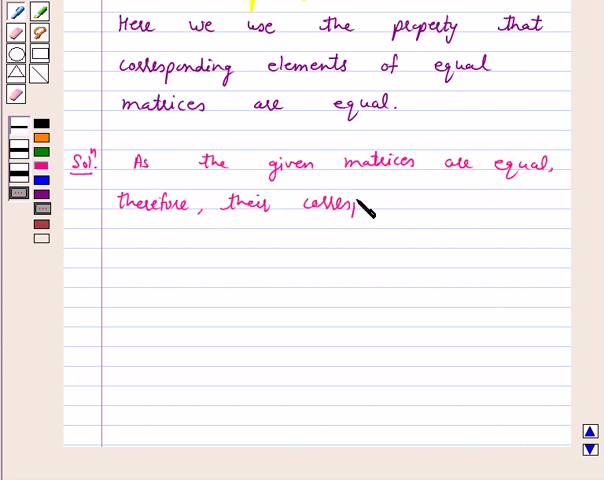 Here we use the property that
corresponding elements of equal
matrices are equal.
Solⁿ. As the given matrices are equal,
therefore, their corresp